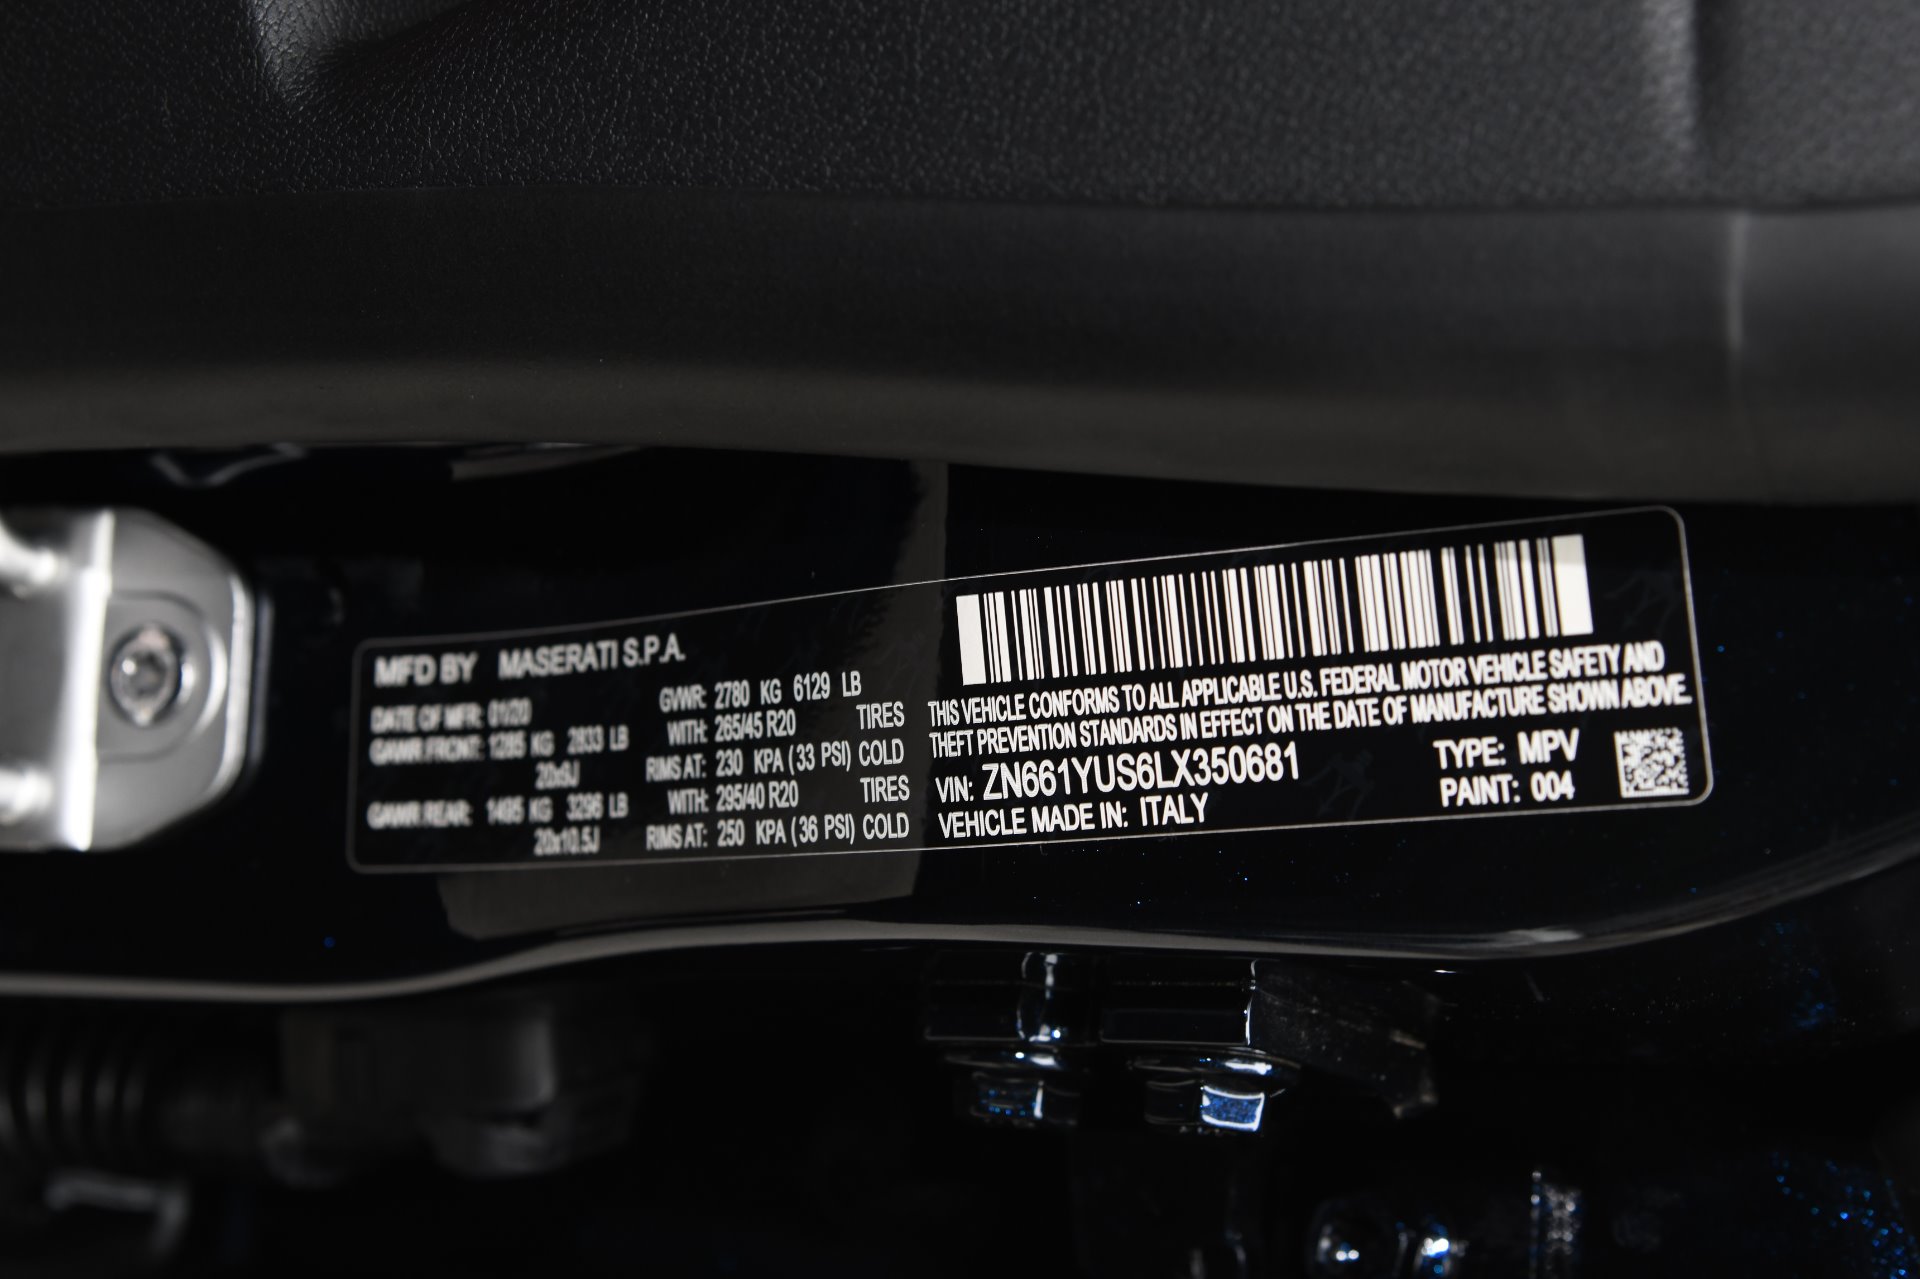 MFD BY MASERATI S.P.A.
DATE OF MFR: 01/20 GVWR: 2780 KG 6129 LB
GAWR FRONT: 1285 KG 2833 LB WITH: 265/45 R20 TIRES
20x9J RIMS AT: 230 KPA (33 PSI) COLD
GAWR REAR: 1495 KG 3296 LB WITH: 295/40 R20 TIRES
20x10.5J RIMS AT: 250 KPA (36 PSI) COLD
THIS VEHICLE CONFORMS TO ALL APPLICABLE U.S. FEDERAL MOTOR VEHICLE SAFETY AND
THEFT PREVENTION STANDARDS IN EFFECT ON THE DATE OF MANUFACTURE SHOWN ABOVE.
VIN: ZN661YUS6LX350681 TYPE: MPV
VEHICLE MADE IN: ITALY PAINT: 004